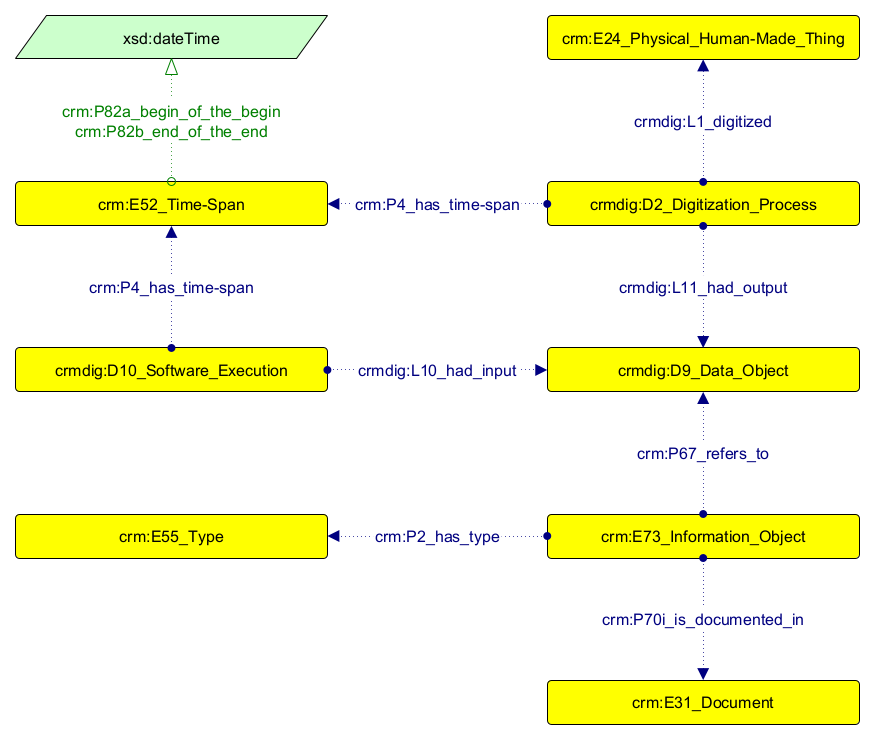 xsd:dateTime
crm:E24_Physical_Human-Made_Thing
crm:P82a_begin_of_the_begin
crm:P82b_end_of_the_end
crmdig:L1_digitized
crm:E52_Time-Span
crm:P4_has_time-span
crmdig:D2_Digitization_Process
crm:P4_has_time-span
crmdig:L11_had_output
crmdig:D10_Software_Execution
crmdig:L10_had_input
crmdig:D9_Data_Object
crm:P67_refers_to
crm:E55_Type
crm:P2_has_type
crm:E73_Information_Object
crm:P70i_is_documented_in
crm:E31_Document